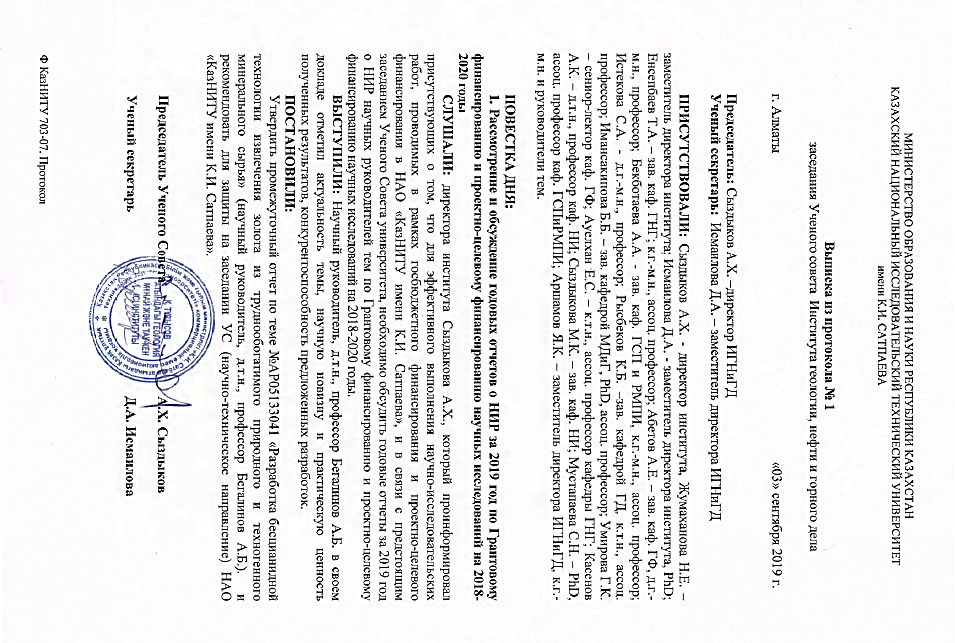 МИНИСТЕРСТВО ОБРАЗОВАНИЯ И НАУКИ РЕСПУБЛИКИ КАЗАХСТАН
КАЗАХСКИЙ НАЦИОНАЛЬНЫЙ ИССЛЕДОВАТЕЛЬСКИЙ ТЕХНИЧЕСКИЙ УНИВЕРСИТЕТ
имени К.И. САТПАЕВА
Выписка из протокола № 1
заседания Ученого совета Института геологии, нефти и горного дела
г. Алматы «03» сентября 2019 г.
Председатель: Сыздыков А.Х. –директор ИГНиГД
Ученый секретарь: Исмаилова Д.А. – заместитель директора ИГНиГД
ПРИСУТСТВОВАЛИ: Сыздыков А.Х. - директор института, Жумаханова Н.Е. –
заместитель директора института; Исмаилова Д.А. - заместитель директора института, PhD;
Енсепбаев Т.А. – зав. каф. ГНГ; к.г-м.н., ассоц. профессор; Абетов А.Е. – зав. каф. ГФ, д.г.-
м.н., профессор; Бекботаева А.А. - зав. каф. ГСП и РМПИ, к.г.-м.н., ассоц. профессор;
Истекова С.А. - д.г-м.н., профессор; Рысбеков К.Б. –зав. кафедрой ГД, к.т.н., ассоц.
профессор; Имансакипова Б.Б. – зав. кафедрой МДиГ, PhD, ассоц. профессор; Умирова Г.К.
– сениор-лектор каф. ГФ; Ауелхан Е.С. – к.т.н., ассоц. профессор кафедры ГНГ; Касенов
А.К. – д.т.н., профессор каф. НИ; Сыздыкова М.К. – зав. каф. НИ; Мустапаева С.Н. – PhD,
ассоц. профессор каф. ГСПиРМПИ; Аршамов Я.К. – заместитель директора ИГНиГД, к.г.-
м.н. и руководители тем.
ПОВЕСТКА ДНЯ:
1. Рассмотрение и обсуждение годовых отчетов о НИР за 2019 год по Грантовому
финансированию и проектно-целевому финансированию научных исследований на 2018-
2020 годы
СЛУШАЛИ: директора института Сыздыкова А.Х., который проинформировал
присутствующих о том, что для эффективного выполнения научно-исследовательских
работ, проводимых в рамках госбюджетного финансирования и проектно-целевого
финансирования в НАО «КазНИТУ имени К.И. Сатпаева», и в связи с предстоящим
заседанием Ученого Совета университета, необходимо обсудить годовые отчеты за 2019 год
о НИР научных руководителей тем по Грантовому финансированию и проектно-целевому
финансированию научных исследований на 2018-2020 годы.
ВЫСТУПИЛИ: Научный руководитель, д.т.н., профессор Бегалинов А.Б. в своем
докладе отметил актуальность темы, научную новизну и практическую ценность
полученных результатов, конкурентоспособность предложенных разработок.
ПОСТАНОВИЛИ:
Утвердить промежуточный отчет по теме №АР05133041 «Разработка бесцианидной
технологии извлечения золота из труднообогатимого природного и техногенного
минерального сырья» (научный руководитель, д.т.н., профессор Бегалинов А.Б.). и
рекомендовать для защиты на заседании УС (научно-техническое направление) НАО
«КазНИТУ имени К.И. Сатпаева».
Председатель Ученого Совета А.Х. Сыздыков
Ученый секретарь Д.А. Исмаилова
Ф КазНИТУ 703-07. Протокол